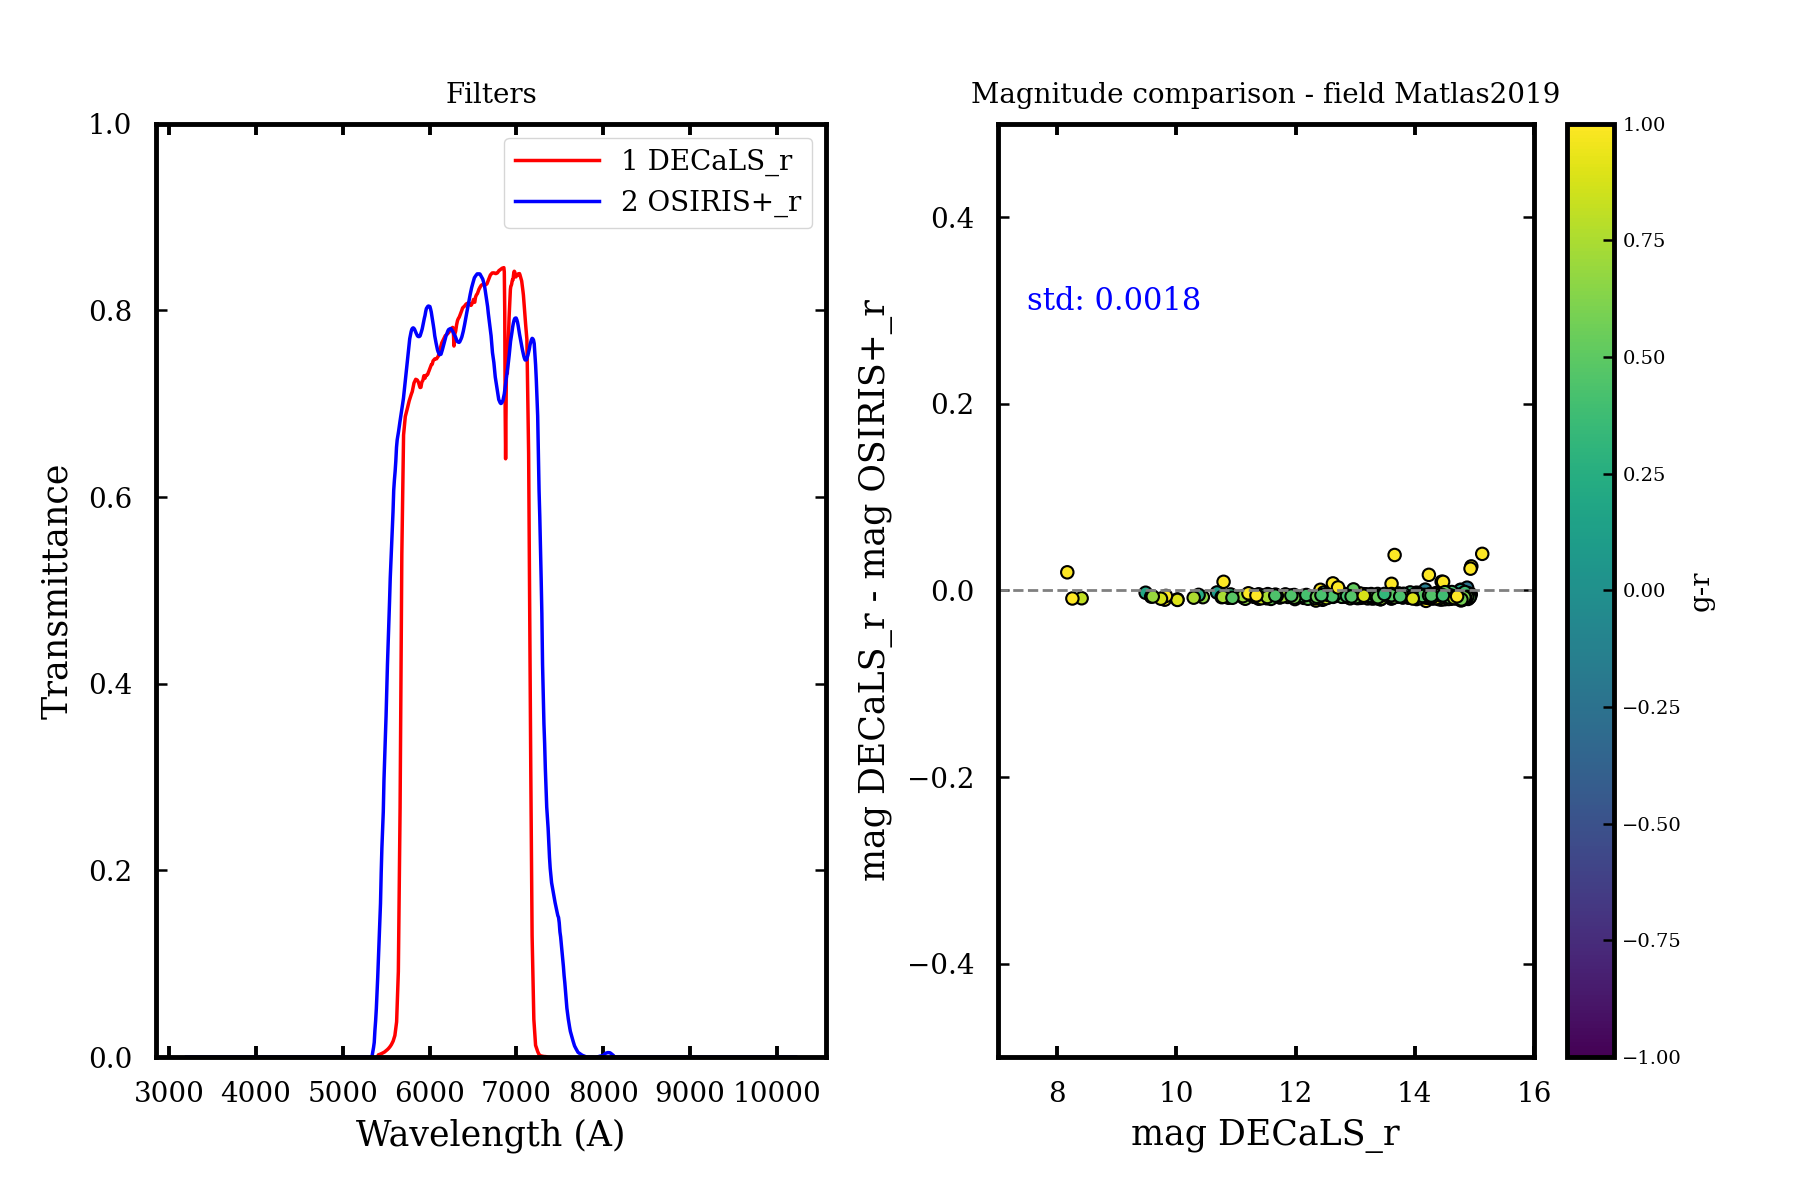 Filters
1.0
0.8
0.6
0.4
0.2
0.0
Transmittance
1 DECaLS_r
2 OSIRIS+_r
3000 4000 5000 6000 7000 8000 9000 10000
Wavelength (A)
Magnitude comparison - field Matlas2019
0.4
0.2
0.0
−0.2
−0.4
mag DECaLS_r - mag OSIRIS+_r
std: 0.0018
8 10 12 14 16
mag DECaLS_r
1.00
0.75
0.50
0.25
0.00
−0.25
−0.50
−0.75
−1.00
g-r